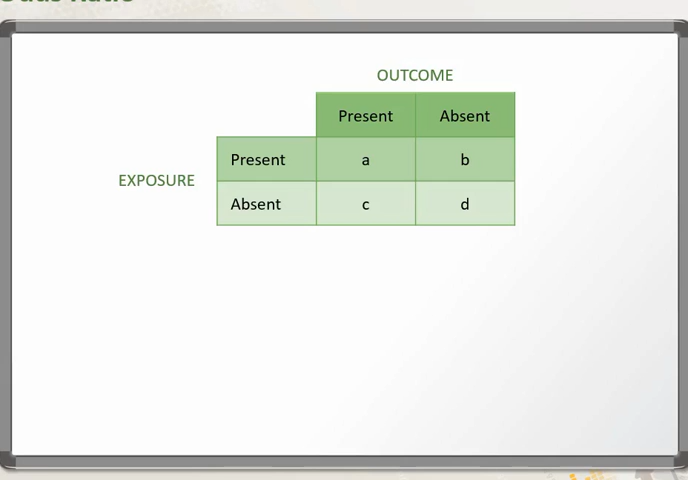 OUTCOME
Present Absent
Present a b
EXPOSURE
Absent c d